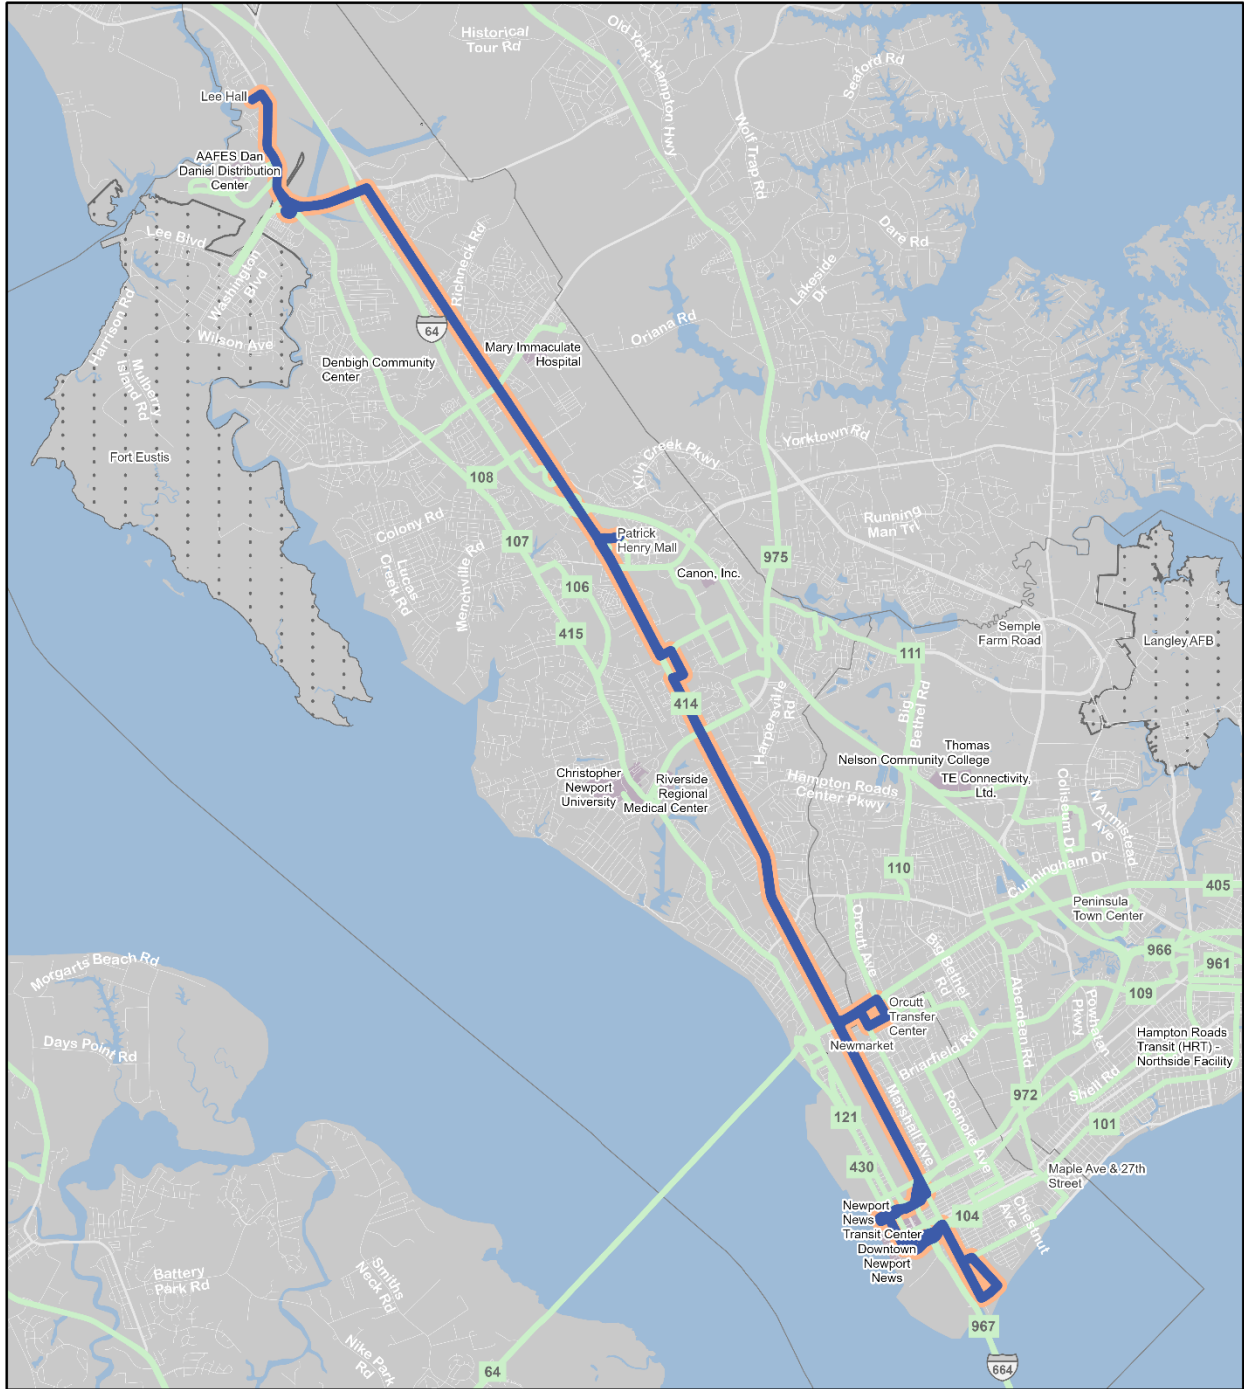 Historical
Tour Rd
Old York-Hampton Hwy
Seaford Rd
Lee Hall
Wolf Trap Rd
AAFES Dan
Daniel Distribution
Center
Dare Rd
Lee Blvd
Washington
Blvd
Richneck Rd
Lakeside
Dr
Harrison Rd
Mulberry
Island Rd
Wilson Ave
64
Oriana Rd
Mary Immaculate
Hospital
Denbigh Community
Center
Yorktown Rd
Fort Eustis
Kiln Creek Pkwy
108
Colony Rd
Running
Man Trl
107
Patrick
Henry Mall
975
Lucas
Creek Rd
Menchville Rd
106
Canon, Inc.
415
Semple
Farm Road
Langley AFB
111
414
Harpersville
Rd
Big
Bethel Rd
Thomas
Nelson Community College
Christopher
Newport
University
Riverside
Regional
Medical Center
Hampton Roads
Center Pkwy
TE Connectivity,
Ltd.
Coliseum Dr
N Armistead
Ave
110
Cunningham Dr
405
Peninsula
Town Center
Orcutt Ave
Big Bethel
Rd
Morgarts Beach Rd
966
961
109
Aberdeen Rd
Powhatan
Pkwy
Orcutt
Transfer
Center
Days Point Rd
Newmarket
Briarfield Rd
Hampton Roads
Transit (HRT) -
Northside Facility
Shell Rd
972
121
Marshall Ave
Roanoke Ave
101
430
Maple Ave & 27th
Street
Newport
News
Transit Center
Downtown
Newport
News
104
Chestnut
Ave
Battery
Park Rd
Smiths
Neck Rd
967
Nike Park
Rd
64
664